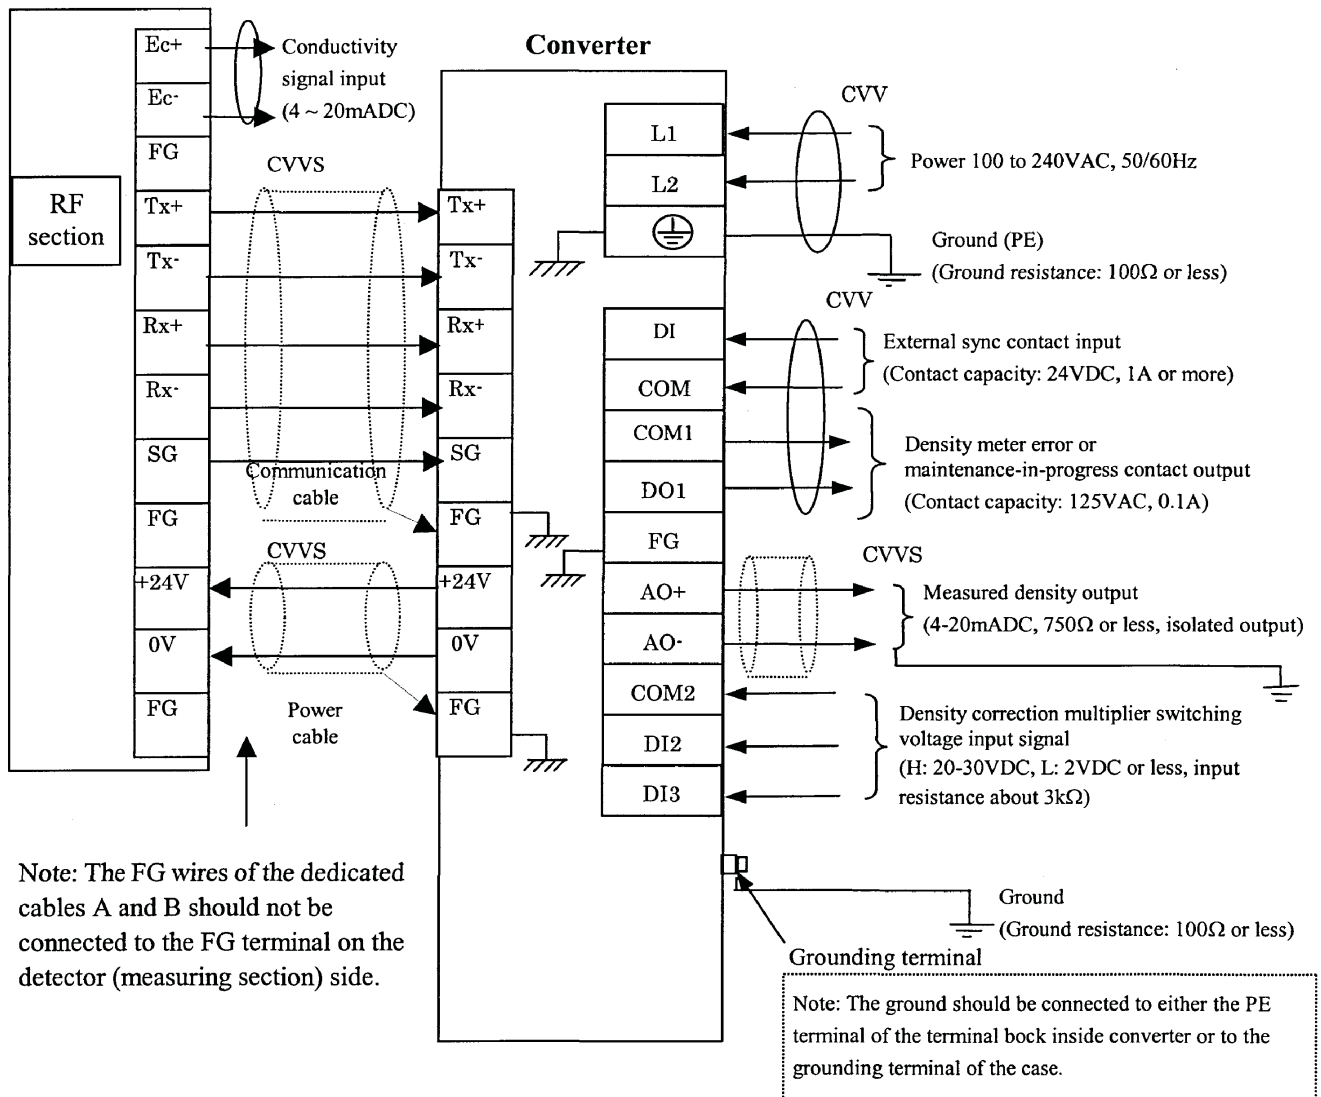 Converter
Ec+
Ec-
FG
Tx+
Tx-
Rx+
Rx-
SG
FG
+24V
0V
FG
RF
section
Conductivity
signal input
(4 ~ 20mADC)
CVVS
Communication
cable
CVVS
Power
cable
Tx+
Tx-
Rx+
Rx-
SG
FG
+24V
0V
FG
L1
L2
DI
COM
COM1
DO1
FG
AO+
AO-
COM2
DI2
DI3
CVV
Power 100 to 240VAC, 50/60Hz
Ground (PE)
(Ground resistance: 100Ω or less)
CVV
External sync contact input
(Contact capacity: 24VDC, 1A or more)
Density meter error or
maintenance-in-progress contact output
(Contact capacity: 125VAC, 0.1A)
CVVS
Measured density output
(4-20mADC, 750Ω or less, isolated output)
Density correction multiplier switching
voltage input signal
(H: 20-30VDC, L: 2VDC or less, input
resistance about 3kΩ)
Ground
(Ground resistance: 100Ω or less)
Grounding terminal
Note: The ground should be connected to either the PE
terminal of the terminal bock inside converter or to the
grounding terminal of the case.
Note: The FG wires of the dedicated
cables A and B should not be
connected to the FG terminal on the
detector (measuring section) side.